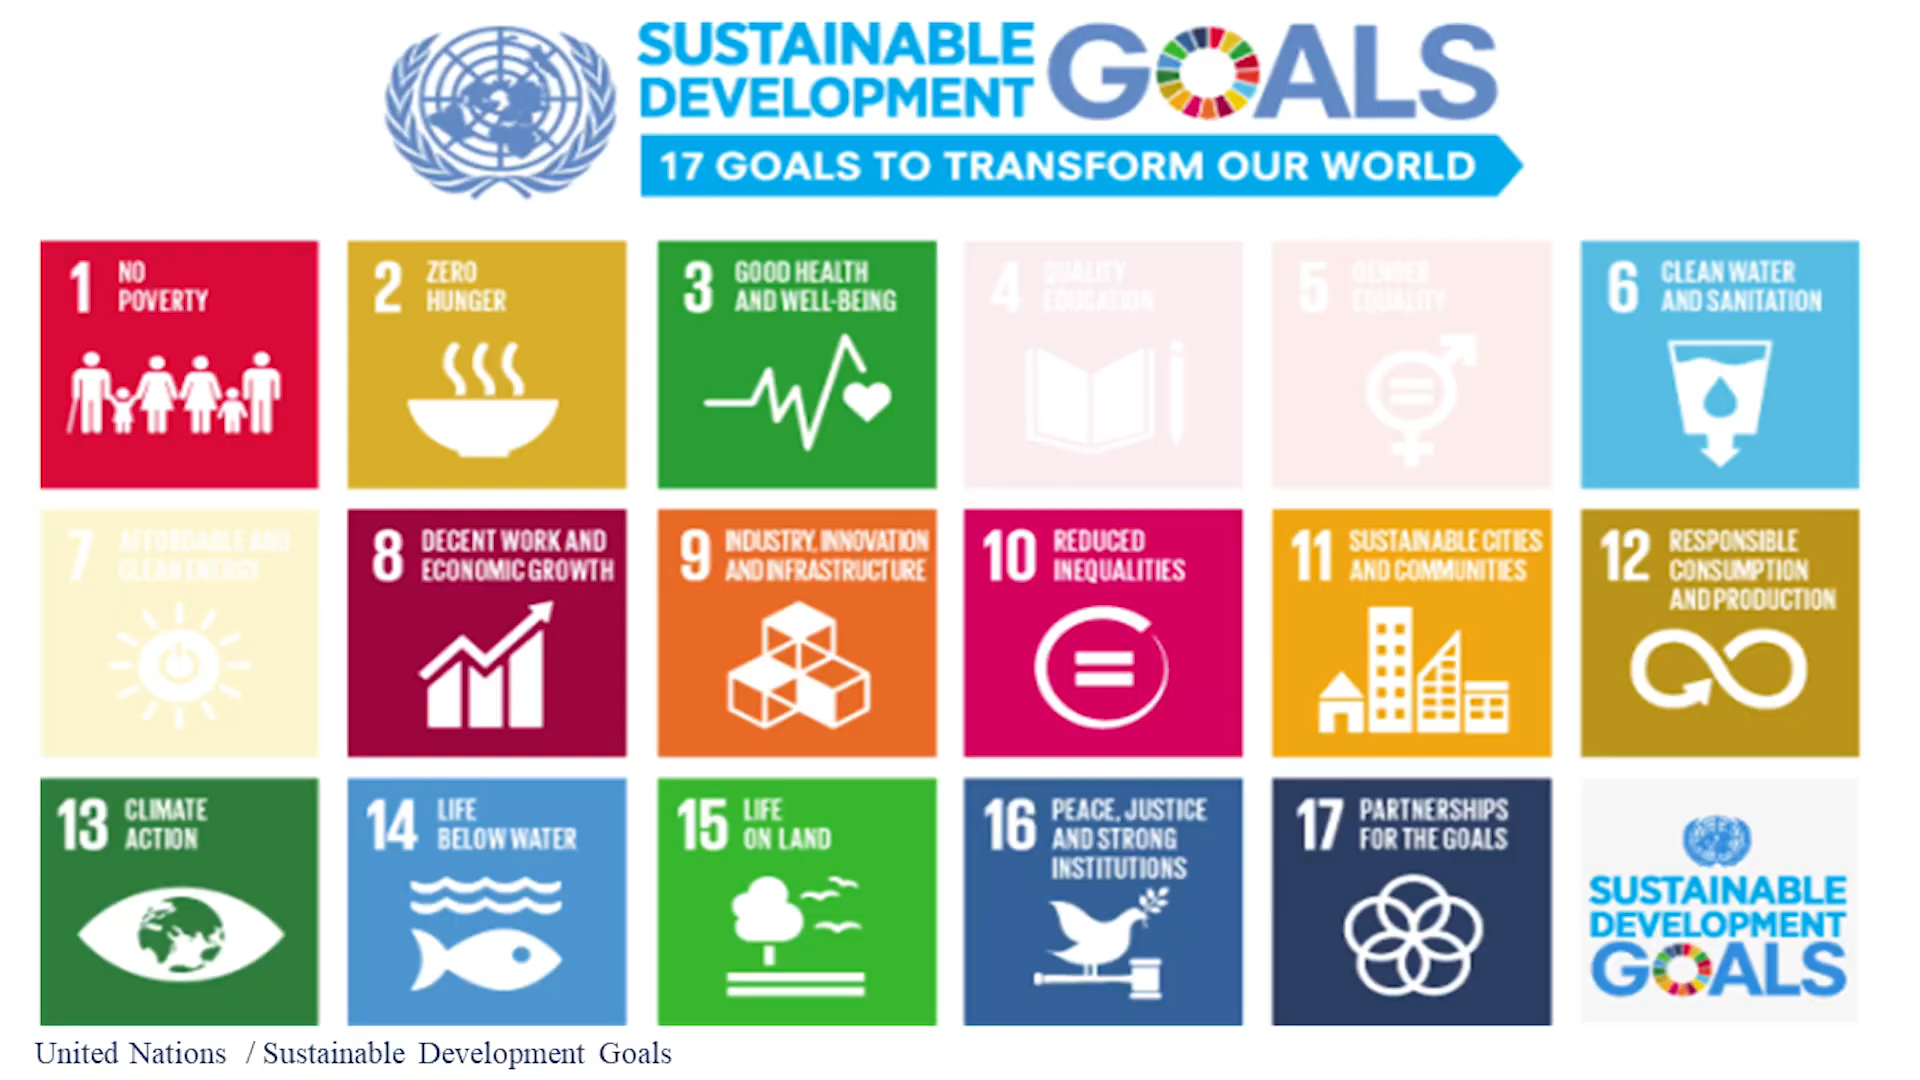 SUSTAINABLE
DEVELOPMENT
GOALS
17 GOALS TO TRANSFORM OUR WORLD
1 NO
POVERTY
2 ZERO
HUNGER
3 GOOD HEALTH
AND WELL-BEING
4 QUALITY
EDUCATION
5 GENDER
EQUALITY
6 CLEAN WATER
AND SANITATION
7 AFFORDABLE AND
CLEAN ENERGY
8 DECENT WORK AND
ECONOMIC GROWTH
9 INDUSTRY, INNOVATION
AND INFRASTRUCTURE
10 REDUCED
INEQUALITIES
11 SUSTAINABLE CITIES
AND COMMUNITIES
12 RESPONSIBLE
CONSUMPTION
AND PRODUCTION
13 CLIMATE
ACTION
14 LIFE
BELOW WATER
15 LIFE
ON LAND
16 PEACE, JUSTICE
AND STRONG
INSTITUTIONS
17 PARTNERSHIPS
FOR THE GOALS
SUSTAINABLE
DEVELOPMENT
GOALS
United Nations / Sustainable Development Goals